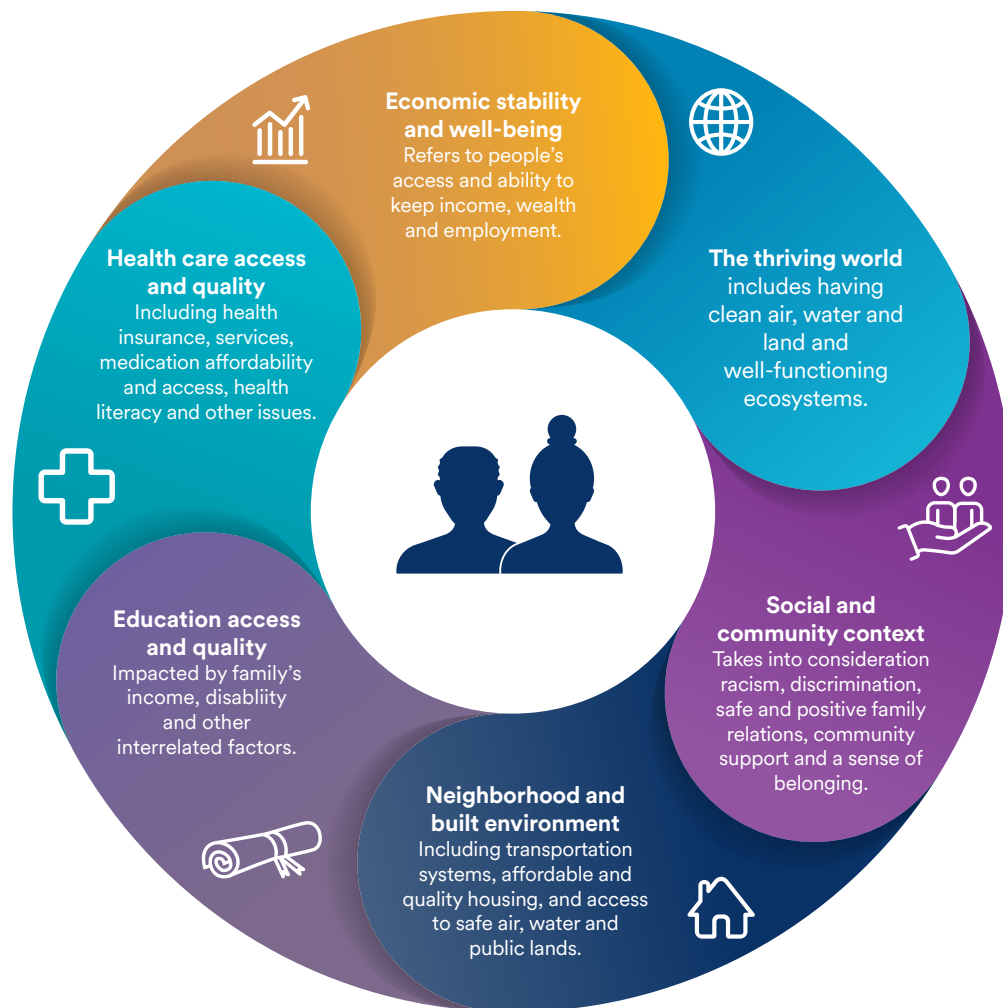 Economic stability
and well-being
Refers to people's
access and ability to
keep income, wealth
and employment.
The thriving world
includes having
clean air, water and
land and
well-functioning
ecosystems.
Social and
community context
Takes into consideration
racism, discrimination,
safe and positive family
relations, community
support and a sense of
belonging.
Neighborhood and
built environment
Including transportation
systems, affordable and
quality housing, and access
to safe air, water and
public lands.
Education access
and quality
Impacted by family's
income, disabliity
and other
interrelated factors.
Health care access
and quality
Including health
insurance, services,
medication affordability
and access, health
literacy and other issues.